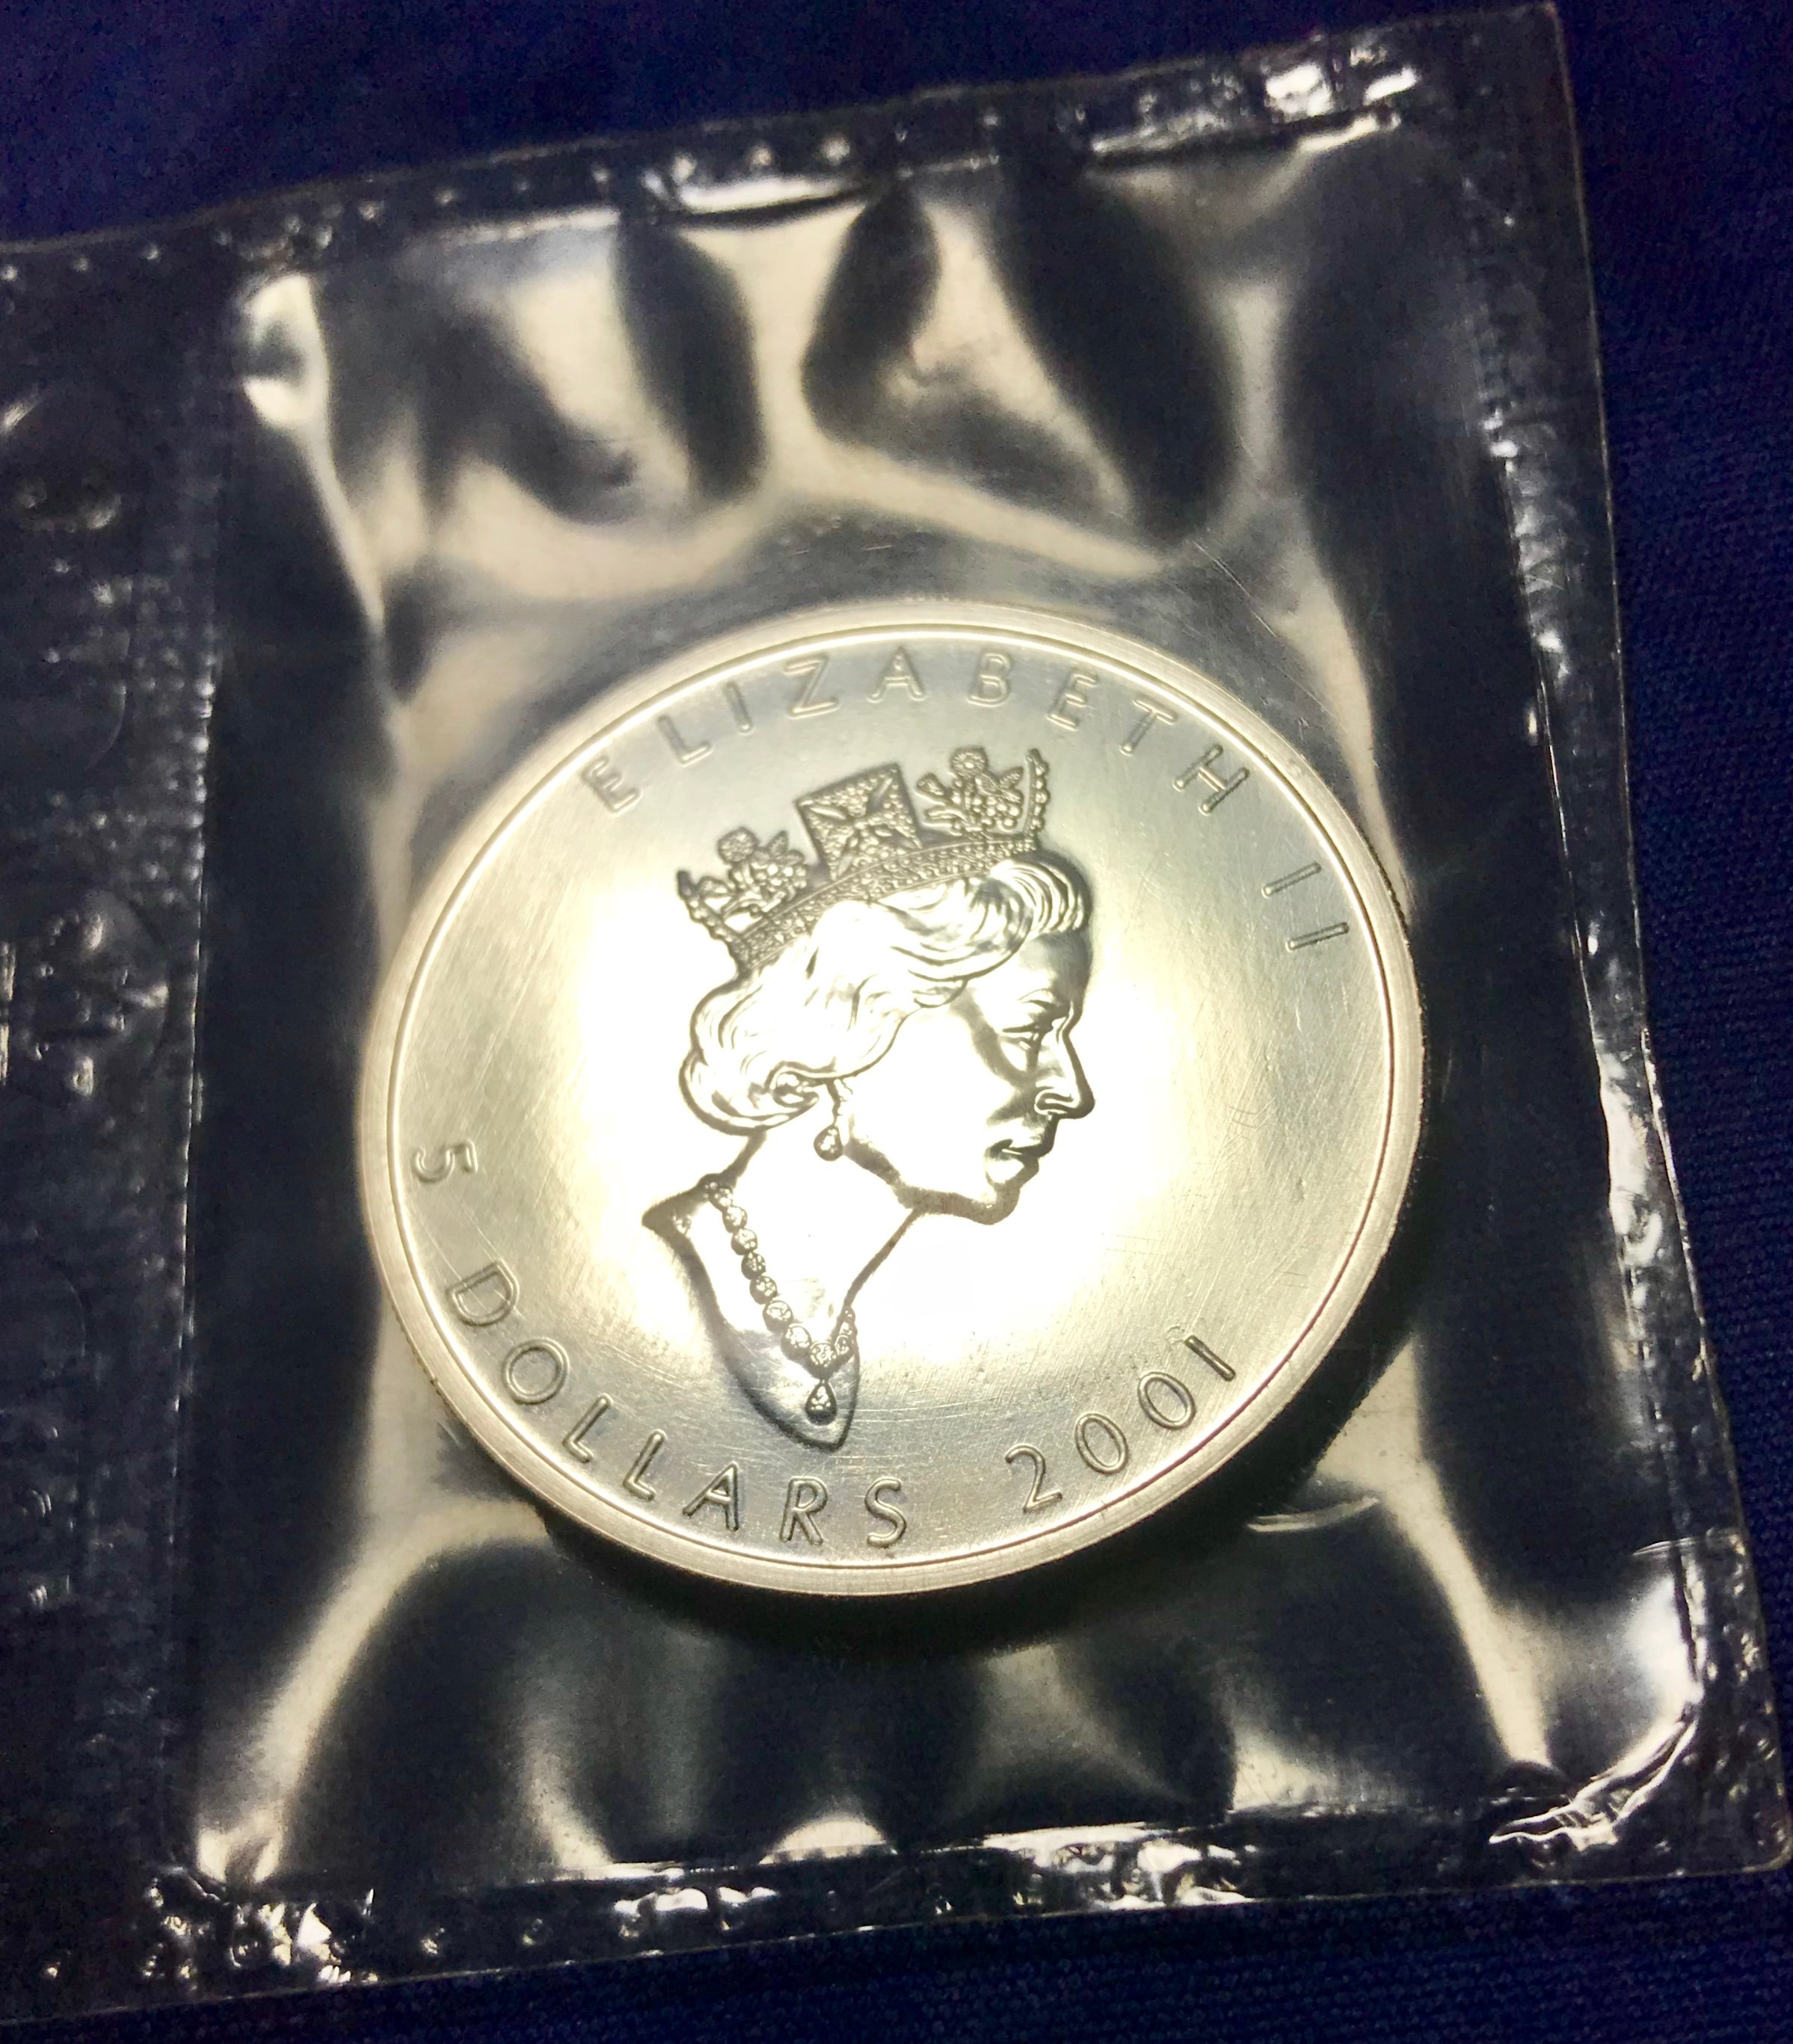 ELIZABETH II
5 DOLLARS 2001